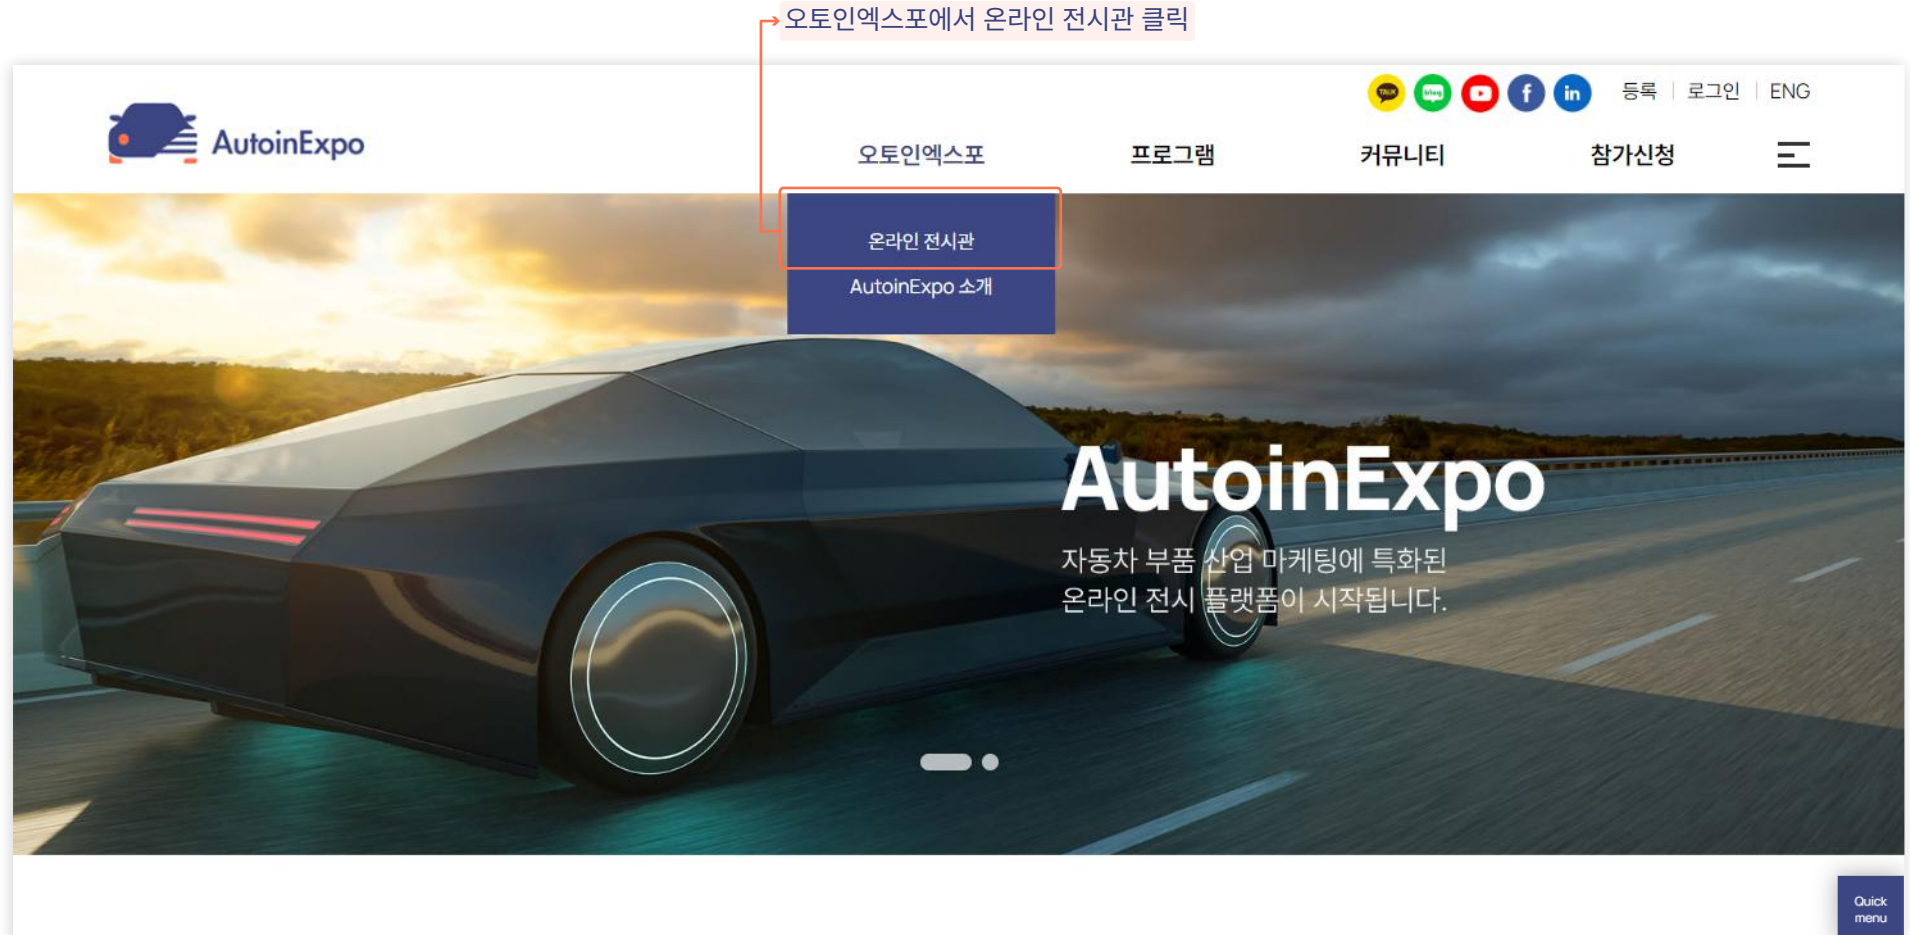 오토인엑스포에서 온라인 전시관 클릭
TALK
blog
f
in
등록
로그인
ENG
AutoinExpo
오토인엑스포
프로그램
커뮤니티
참가신청
온라인 전시관
AutoinExpo 소개
AutoinExpo
자동차 부품 산업 마케팅에 특화된
온라인 전시 플랫폼이 시작됩니다.
Quick
menu